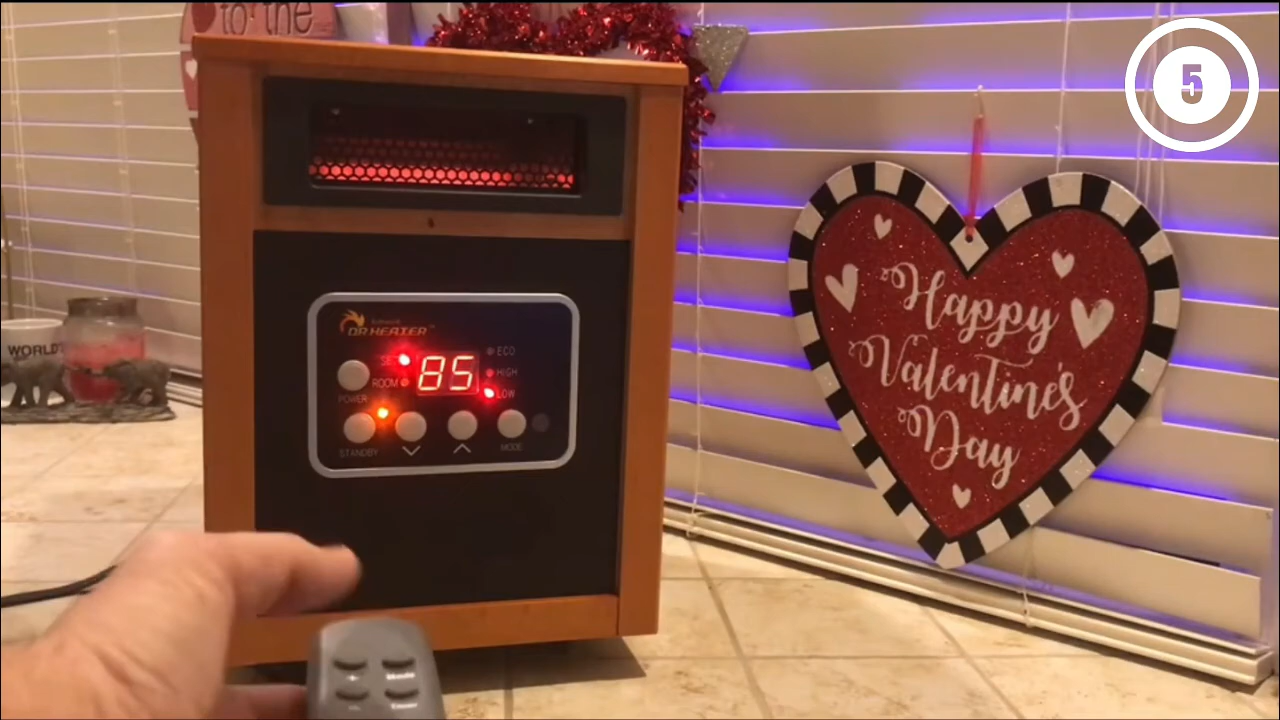 to the
5
WORLD
DR HEATER
SET
ECO
85
HIGH
ROOM
LOW
POWER
STANDBY
MODE
Happy
Valentine's
Day
Mode